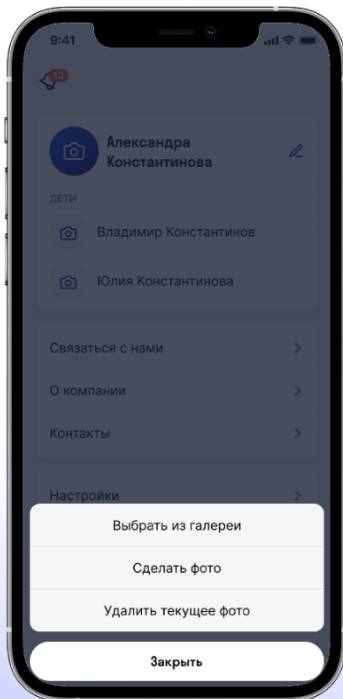 9:41
12
Александра
Константинова
ДЕТИ
Владимир Константинов
Юлия Константинова
Связаться с нами
О компании
Контакты
Настройки
Выбрать из галереи
Сделать фото
Удалить текущее фото
Закрыть